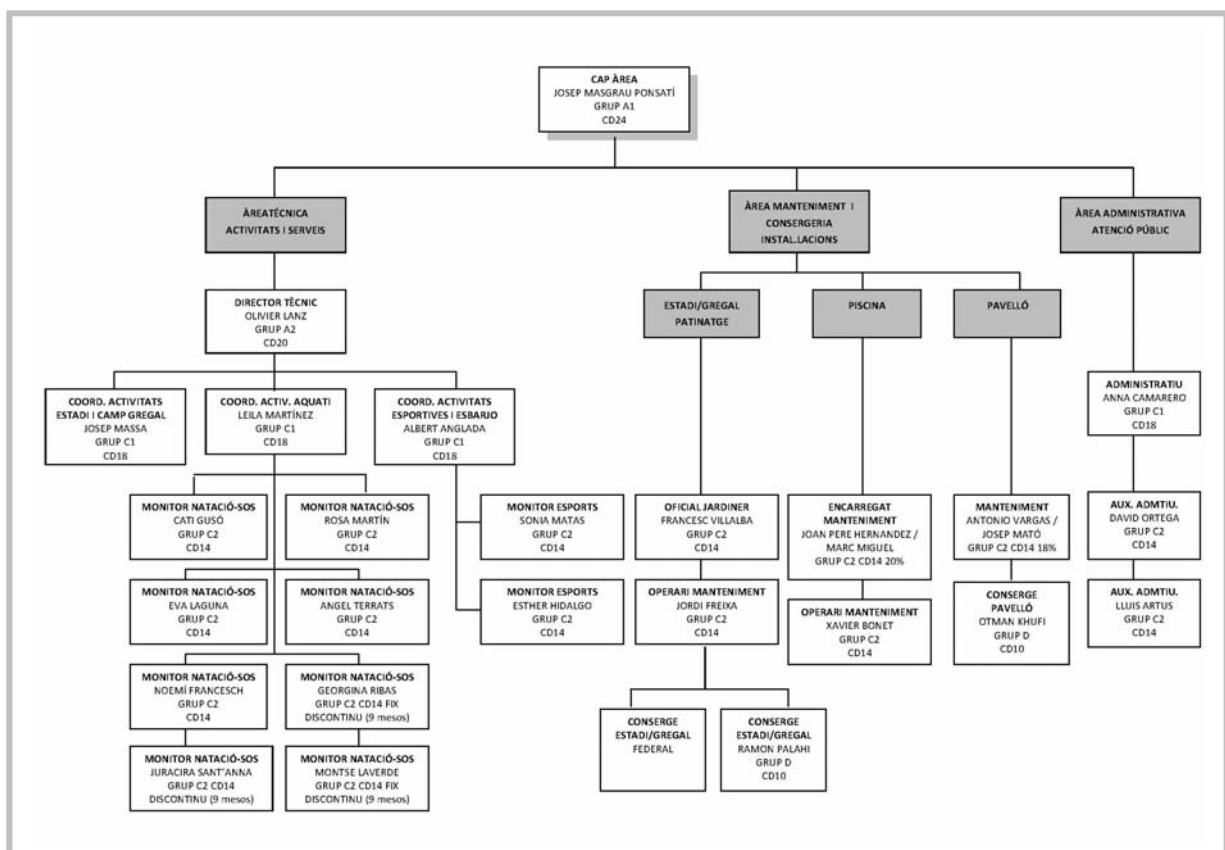 CAP ÀREA
JOSEP MASGRAU PONSATÍ
GRUP A1
CD24
ÀREATÉCNICA
ACTIVITATS I SERVEIS
ÀREA MANTENIMENT I
CONSERGERIA
INSTAL.LACIONS
ÀREA ADMINISTRATIVA
ATENCIÓ PÚBLIC
DIRECTOR TÈCNIC
OLIVIER LANZ
GRUP A2
CD20
ESTADI/GREGAL
PATINATGE
PISCINA
PAVELLÓ
COORD. ACTIVITATS
ESTADI I CAMP GREGAL
JOSEP MASSA
GRUP C1
CD18
COORD. ACTIV. AQUATI
LEILA MARTÍNEZ
GRUP C1
CD18
COORD. ACTIVITATS
ESPORTIVES I ESBARJO
ALBERT ANGLADA
GRUP C1
CD18
ADMINISTRATIU
ANNA CAMARERO
GRUP C1
CD18
MONITOR NATACIÓ-SOS
CATI GUSÓ
GRUP C2
CD14
MONITOR NATACIÓ-SOS
ROSA MARTÍN
GRUP C2
CD14
MONITOR ESPORTS
SONIA MATAS
GRUP C2
CD14
OFICIAL JARDINER
FRANCESC VILLALBA
GRUP C2
CD14
ENCARREGAT
MANTENIMENT
JOAN PERE HERNANDEZ /
MARC MIGUEL
GRUP C2 CD14 20%
MANTENIMENT
ANTONIO VARGAS /
JOSEP MATÓ
GRUP C2 CD14 18%
AUX. ADMTIU.
DAVID ORTEGA
GRUP C2
CD14
MONITOR NATACIÓ-SOS
EVA LAGUNA
GRUP C2
CD14
MONITOR NATACIÓ-SOS
ANGEL TERRATS
GRUP C2
CD14
MONITOR ESPORTS
ESTHER HIDALGO
GRUP C2
CD14
OPERARI MANTENIMENT
JORDI FREIXA
GRUP C2
CD14
OPERARI MANTENIMENT
XAVIER BONET
GRUP C2
CD14
CONSERGE
PAVELLÓ
OTMAN KHUFI
GRUP D
CD10
AUX. ADMTIU.
LLUIS ARTUS
GRUP C2
CD14
MONITOR NATACIÓ-SOS
NOEMÍ FRANCESCH
GRUP C2
CD14
MONITOR NATACIÓ-SOS
GEORGINA RIBAS
GRUP C2 CD14 FIX
DISCONTINU (9 mesos)
CONSERGE
ESTADI/GREGAL
FEDERAL
CONSERGE
ESTADI/GREGAL
RAMON PALAHI
GRUP D
CD10
MONITOR NATACIÓ-SOS
JURACIRA SANT'ANNA
GRUP C2 CD14
DISCONTINU (9 mesos)
MONITOR NATACIÓ-SOS
MONTSE LAVERDE
GRUP C2 CD14 FIX
DISCONTINU (9 mesos)